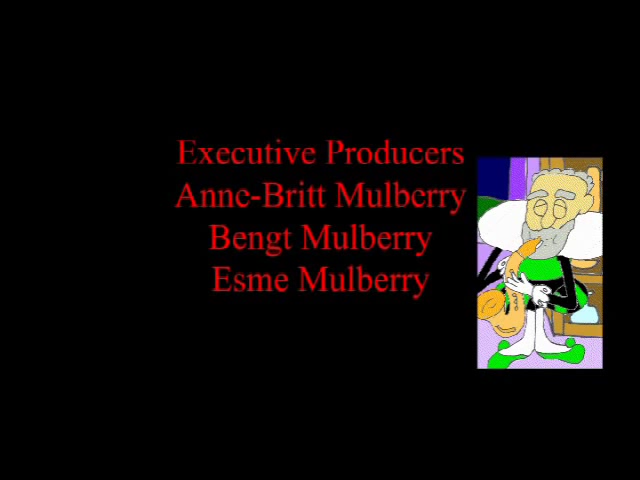 Executive Producers
Anne-Britt Mulberry
Bengt Mulberry
Esme Mulberry